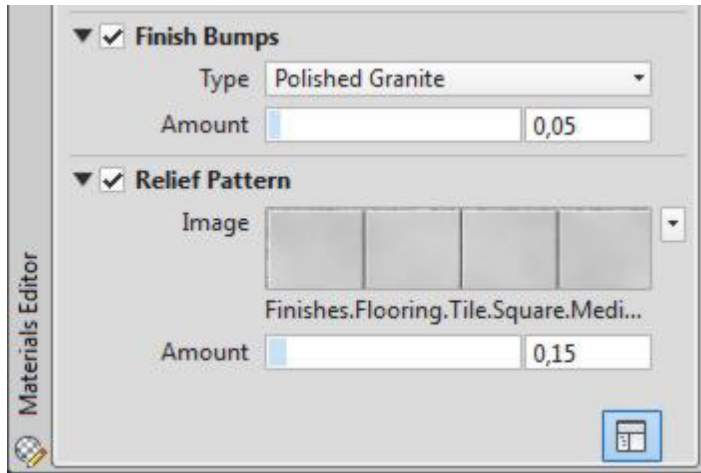 Finish Bumps
Type Polished Granite
Amount 0,05
Relief Pattern
Image
Finishes.Flooring.Tile.Square.Medi...
Amount 0,15
Materials Editor